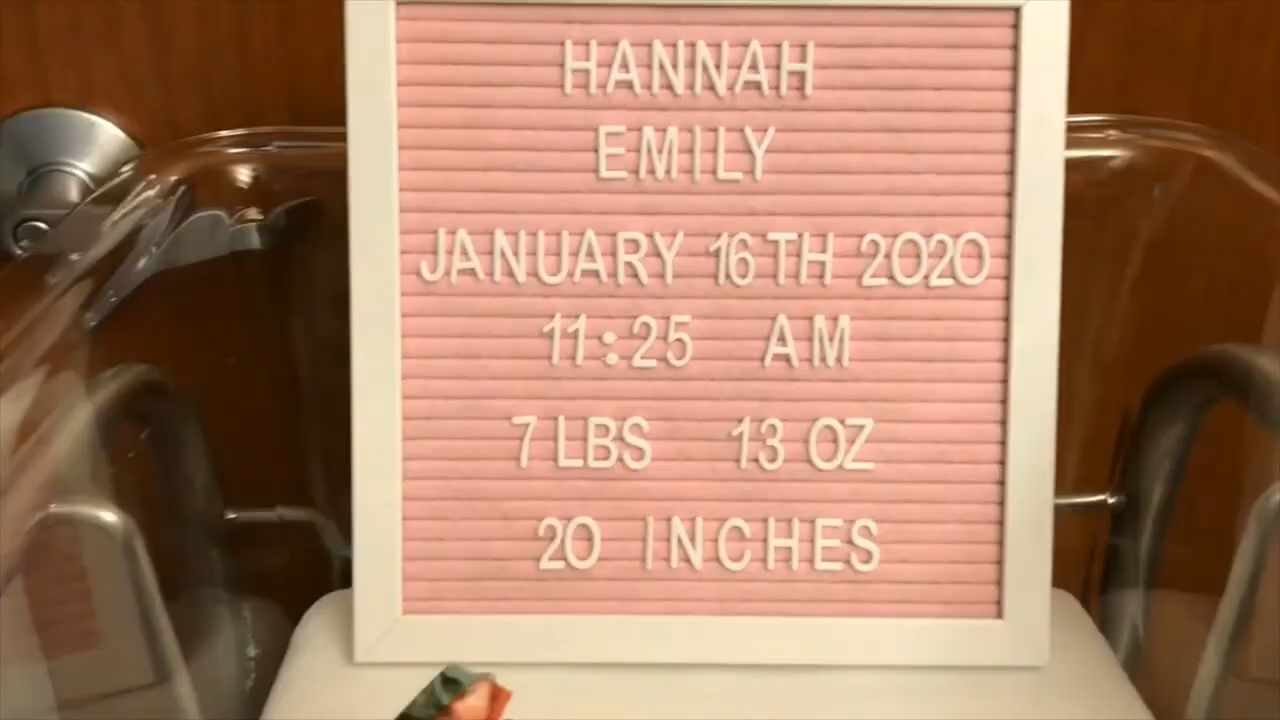 HANNAH
EMILY
JANUARY 16TH 2020
11:25 AM
7 LBS 13 OZ
20 INCHES